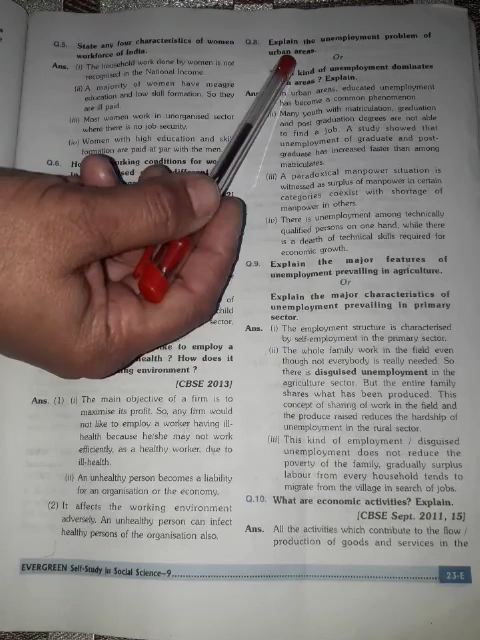 Q.5. State any four characteristics of women
workforce of India.
Ans. (i) The household work done by women is not
recognised in the National Income.
(ii) A majority of women have meagre
education and low skill formation. So they
are ill paid.
(iii) Most women work in unorganised sector
where there is no job security.
(iv) Women with high education and skill
formation are paid at par with the men.
Q.6. king conditions for
of
child
sector.
to employ a
health ? How does it
environment ?
[CBSE 2013]
Ans. (1) (i) The main objective of a firm is to
maximise its profit. So, any firm would
not like to employ a worker having ill-
health because he/she may not work
efficiently, as a healthy worker, due to
ill-health.
(ii) An unhealthy person becomes a liability
for an organisation or the economy.
(2) It affects the working environment
adversely. An unhealthy person can infect
healthy persons of the organisation also.
Q.8. Explain the unemployment problem of
urban areas.
Or
kind of unemployment dominates
areas ? Explain.
urban areas, educated unemployment
has become a common phenomenon.
(ii) Many youth with matriculation, graduation
and post graduation degrees are not able
to find a job. A study showed that
unemployment of graduate and post-
graduate has increased faster than among
matriculates.
(iii) A paradoxical manpower situation is
witnessed as surplus of manpower in certain
categories coexist with shortage of
manpower in others.
(iv) There is unemployment among technically
qualified persons on one hand, while there
is a dearth of technical skills required for
economic growth.
Q.9. Explain the major features of
unemployment prevailing in agriculture.
Or
Explain the major characteristics of
unemployment prevailing in primary
sector.
Ans. (i) The employment structure is characterised
by self-employment in the primary sector.
(ii) The whole family work in the field even
though not everybody is really needed. So
there is disguised unemployment in the
agriculture sector. But the entire family
shares what has been produced. This
concept of sharing of work in the field and
the produce raised reduces the hardship of
unemployment in the rural sector.
(iii) This kind of employment / disguised
unemployment does not reduce the
poverty of the family, gradually surplus
labour from every household tends to
migrate from the village in search of jobs.
Q.10. What are economic activities? Explain.
[CBSE Sept. 2011, 15]
Ans. All the activities which contribute to the flow /
production of goods and services in the
EVERGREEN Self-Study in Social Science–9 23-E